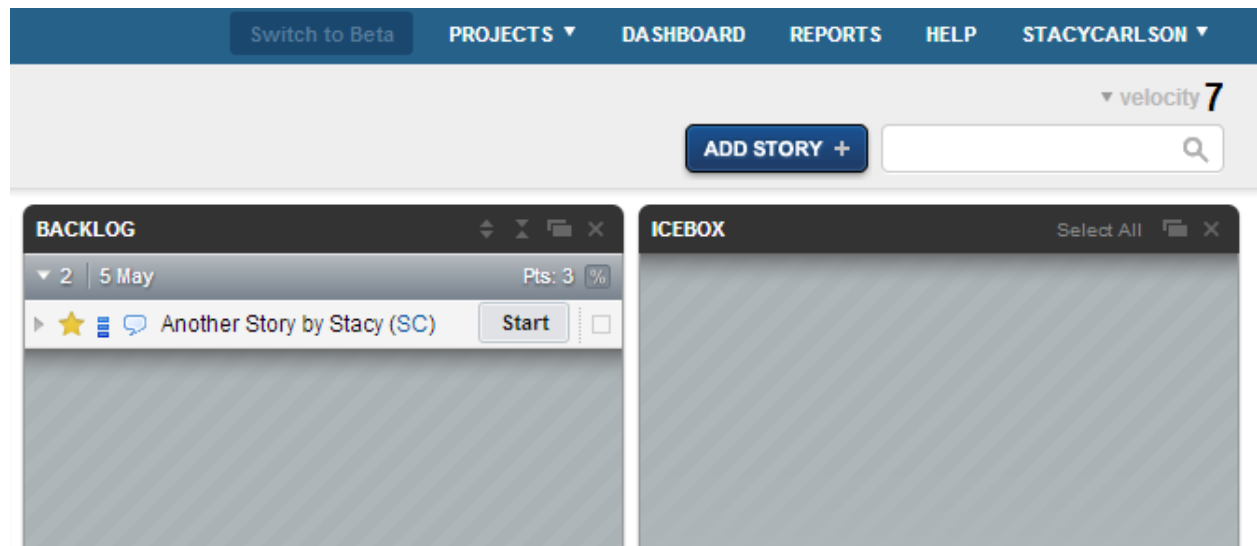 Switch to Beta PROJECTS ▼ DASHBOARD REPORTS HELP STACYCARLSON ▼
▼ velocity 7
ADD STORY +
BACKLOG
ICEBOX Select All
▼ 2 5 May Pts: 3 %
Another Story by Stacy (SC) Start